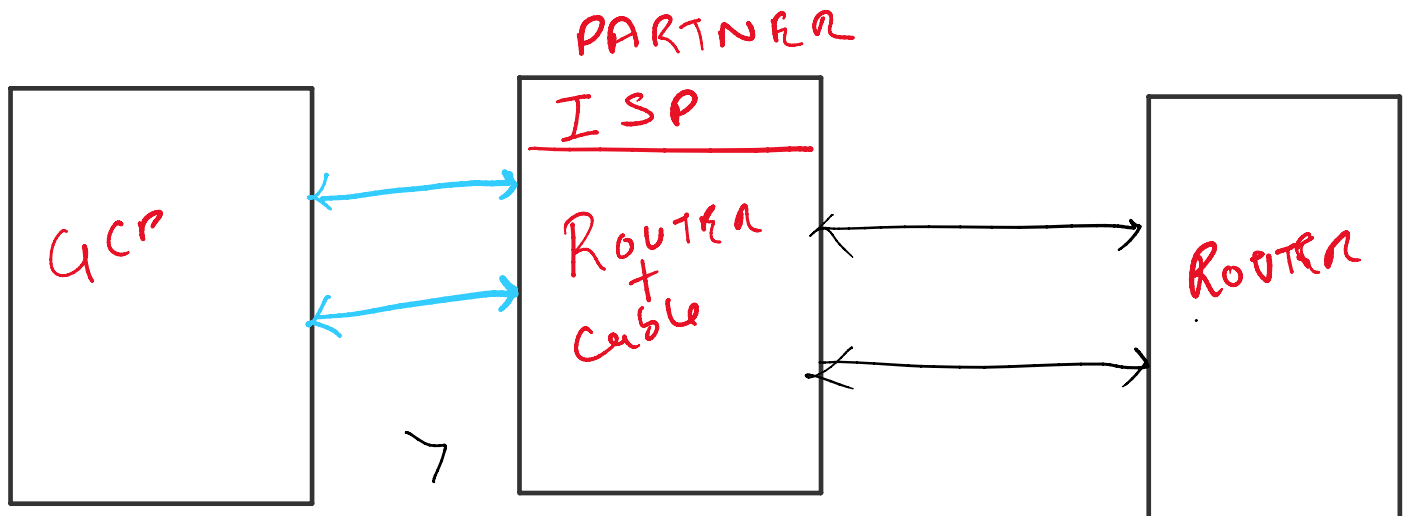 PARTNER
ISP
GCP
ROUTER
+
Cable
ROUTER